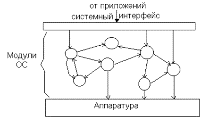 от приложений
системный интерфейс
Модули
ОС
Аппаратура